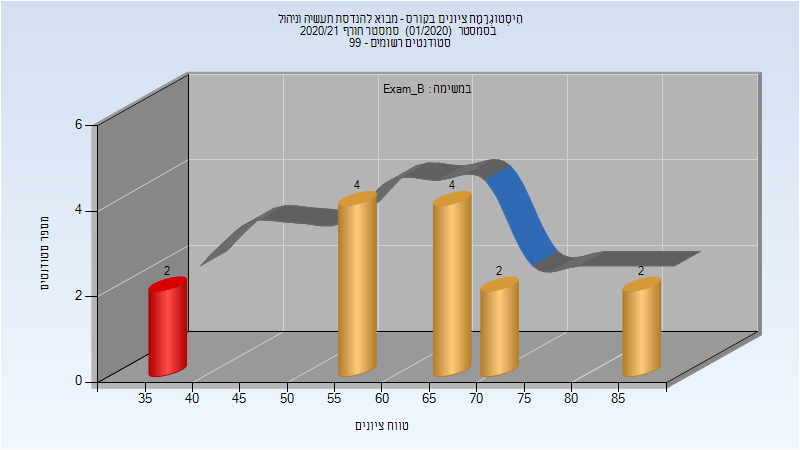 היסטוגרמת ציונים בקורס - מבוא להנדסת תעשיה וניהול
בסמסטר (01/2020) סמסטר חורף 2020/21
סטודנטים רשומים - 99
במשימה : Exam_B
6
4
2
0
מספר סטודנטים
2
4
4
2
2
35 40 45 50 55 60 65 70 75 80 85
טווח ציונים